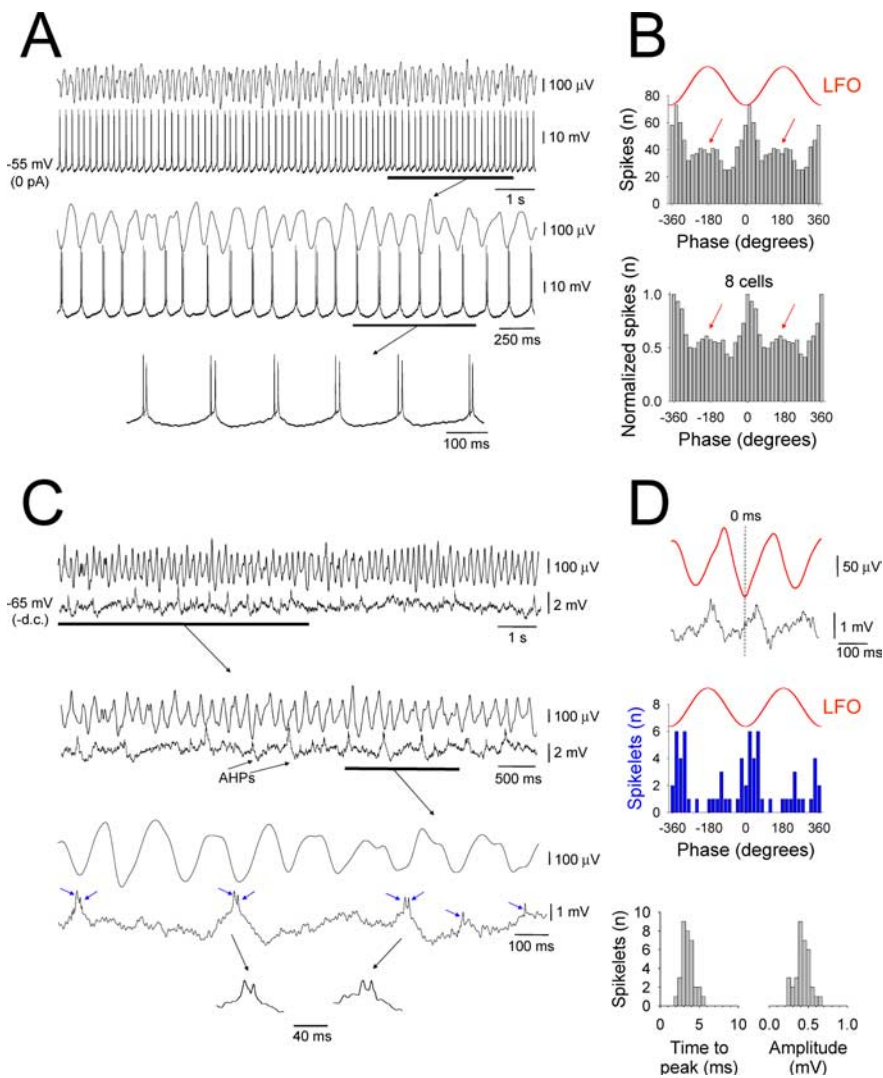 A
100 µV
10 mV
-55 mV
(0 pA)
1 s
100 µV
10 mV
250 ms
100 ms
B
LFO
80
60
40
20
0
Spikes (n)
-360 -180 0 180 360
Phase (degrees)
8 cells
1.0
0.5
0.0
Normalized spikes (n)
-360 -180 0 180 360
Phase (degrees)
C
100 µV
-65 mV
(-d.c.)
2 mV
1 s
100 µV
2 mV
AHPs
500 ms
100 µV
1 mV
100 ms
40 ms
D
0 ms
50 µV
1 mV
100 ms
LFO
8
6
4
2
0
Spikelets (n)
-360 -180 0 180 360
Phase (degrees)
10
8
6
4
2
0
Spikelets (n)
0 5 10
Time to
peak (ms)
0.0 0.5 1.0
Amplitude
(mV)